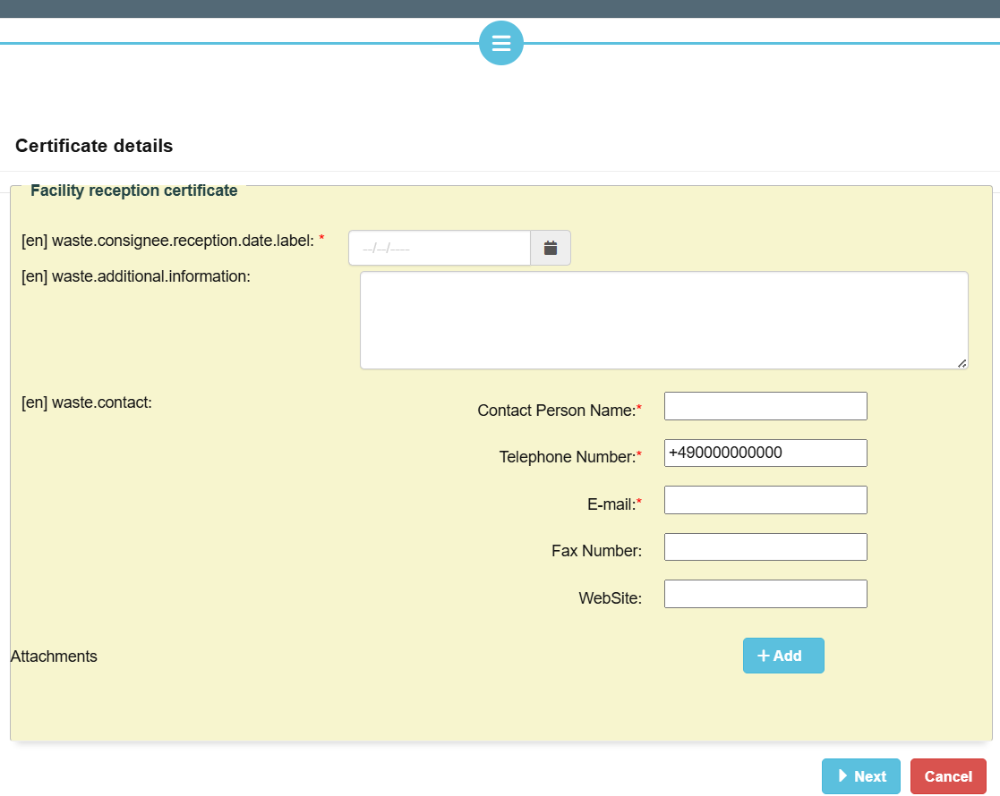 Certificate details
Facility reception certificate
[en] waste.consignee.reception.date.label: *
--/--/----
[en] waste.additional.information:
[en] waste.contact:
Contact Person Name:*
Telephone Number:* +490000000000
E-mail:*
Fax Number:
WebSite:
Attachments
+ Add
Next
Cancel